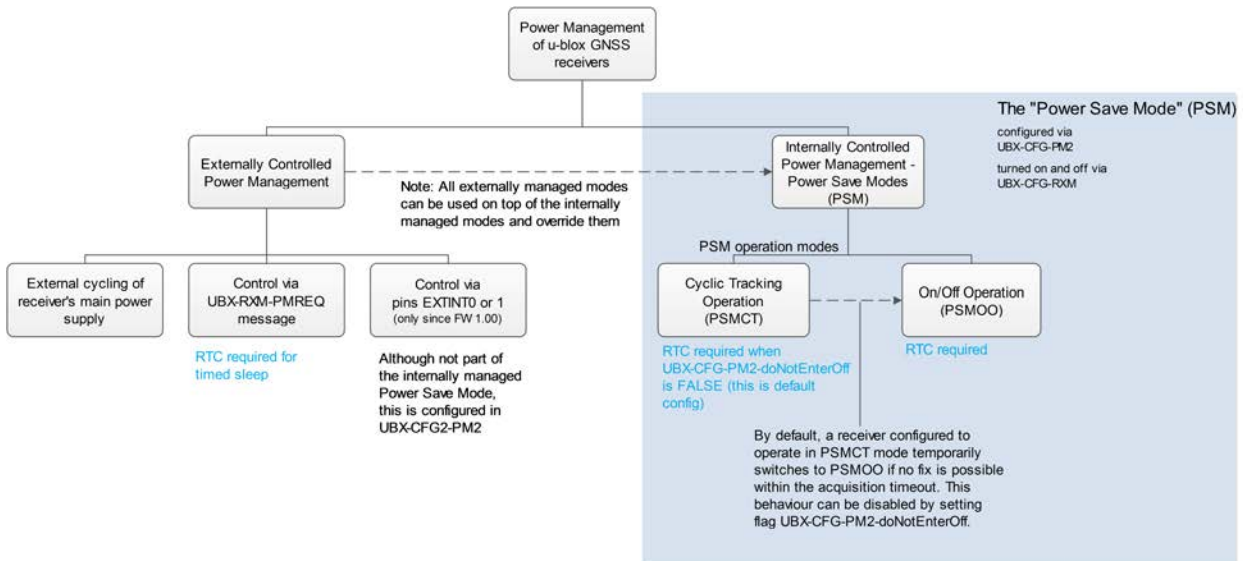 Power Management
of u-blox GNSS
receivers
The "Power Save Mode" (PSM)
configured via
UBX-CFG-PM2
turned on and off via
UBX-CFG-RXM
Externally Controlled
Power Management
Internally Controlled
Power Management -
Power Save Modes
(PSM)
Note: All externally managed modes
can be used on top of the internally
managed modes and override them
PSM operation modes
External cycling of
receiver's main power
supply
Control via
UBX-RXM-PMREQ
message
Control via
pins EXTINT0 or 1
(only since FW 1.00)
Cyclic Tracking
Operation
(PSMCT)
On/Off Operation
(PSMOO)
RTC required for
timed sleep
Although not part of
the internally managed
Power Save Mode,
this is configured in
UBX-CFG2-PM2
RTC required when
UBX-CFG-PM2-doNotEnterOff
is FALSE (this is default
config)
RTC required
By default, a receiver configured to
operate in PSMCT mode temporarily
switches to PSMOO if no fix is possible
within the acquisition timeout. This
behaviour can be disabled by setting
flag UBX-CFG-PM2-doNotEnterOff.